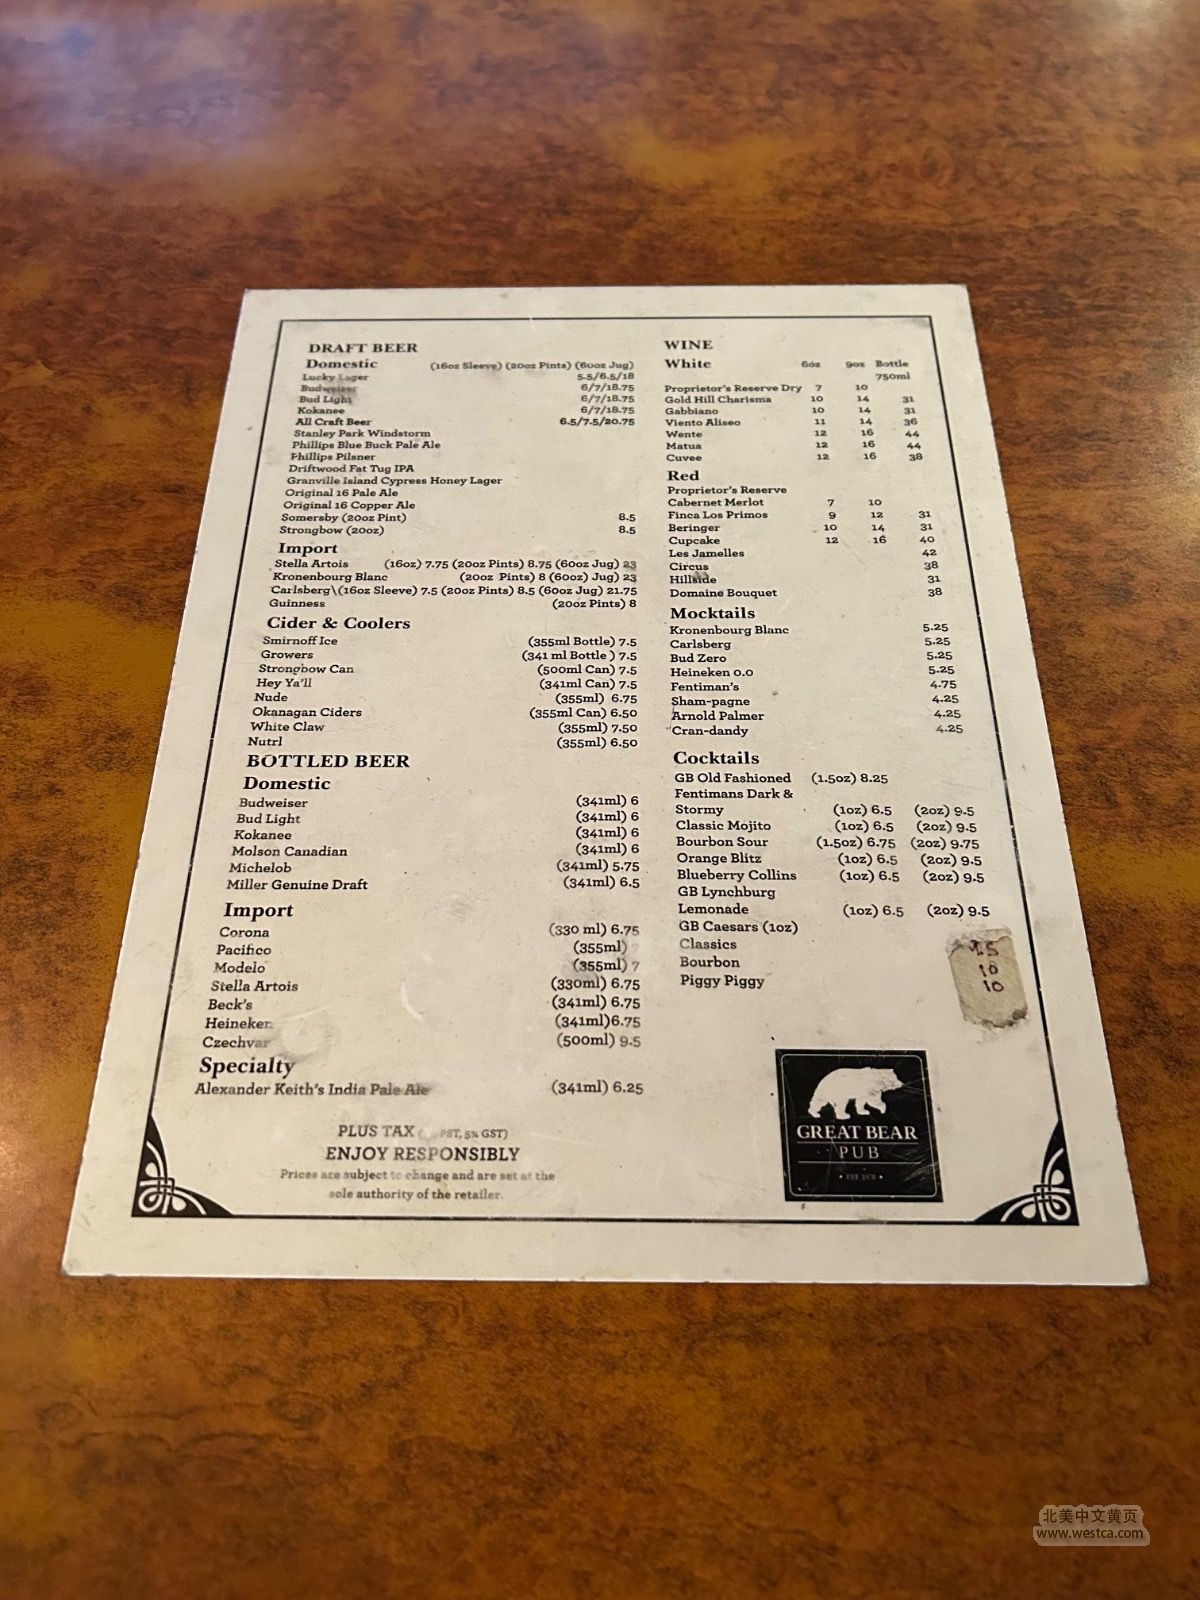 DRAFT BEER
Domestic (16oz Sleeve) (20oz Pints) (60oz Jug)
Lucky Lager 5.5/6.5/18
Budweiser 6/7/18.75
Bud Light 6/7/18.75
Kokanee 6/7/18.75
All Craft Beer 6.5/7.5/20.75
Stanley Park Windstorm
Phillips Blue Buck Pale Ale
Phillips Pilsner
Driftwood Fat Tug IPA
Granville Island Cypress Honey Lager
Original 16 Pale Ale
Original 16 Copper Ale
Somersby (20oz Pint) 8.5
Strongbow (20oz) 8.5
Import
Stella Artois (16oz) 7.75 (20oz Pints) 8.75 (60oz Jug) 23
Kronenbourg Blanc (20oz Pints) 8 (60oz) Jug) 23
Carlsberg\(16oz Sleeve) 7.5 (20oz Pints) 8.5 (60oz Jug) 21.75
Guinness (20oz Pints) 8
Cider & Coolers
Smirnoff Ice (355ml Bottle) 7.5
Growers (341 ml Bottle ) 7.5
Strongbow Can (500ml Can) 7.5
Hey Ya'll (341ml Can) 7.5
Nude (355ml) 6.75
Okanagan Ciders (355ml Can) 6.50
White Claw (355ml) 7.50
Nutrl (355ml) 6.50
BOTTLED BEER
Domestic
Budweiser (341ml) 6
Bud Light (341ml) 6
Kokanee (341ml) 6
Molson Canadian (341ml) 6
Michelob (341ml) 5.75
Miller Genuine Draft (341ml) 6.5
Import
Corona (330 ml) 6.75
Pacifico (355ml) 7
Modelo (355ml) 7
Stella Artois (330ml) 6.75
Beck's (341ml) 6.75
Heineken (341ml)6.75
Czechvar (500ml) 9.5
Specialty
Alexander Keith's India Pale Ale (341ml) 6.25
PLUS TAX ( PST, 5% GST)
ENJOY RESPONSIBLY
Prices are subject to change and are set at the
sole authority of the retailer.
WINE
White 6oz 9oz Bottle
750ml
Proprietor's Reserve Dry 7 10
Gold Hill Charisma 10 14 31
Gabbiano 10 14 31
Viento Aliseo 11 14 36
Wente 12 16 44
Matua 12 16 44
Cuvee 12 16 38
Red
Proprietor's Reserve
Cabernet Merlot 7 10
Finca Los Primos 9 12 31
Beringer 10 14 31
Cupcake 12 16 40
Les Jamelles 42
Circus 38
Hillside 31
Domaine Bouquet 38
Mocktails
Kronenbourg Blanc 5.25
Carlsberg 5.25
Bud Zero 5.25
Heineken 0.0 5.25
Fentiman's 4.75
Sham-pagne 4.25
Arnold Palmer 4.25
Cran-dandy 4.25
Cocktails
GB Old Fashioned (1.5oz) 8.25
Fentimans Dark &
Stormy (1oz) 6.5 (2oz) 9.5
Classic Mojito (1oz) 6.5 (2oz) 9.5
Bourbon Sour (1.5oz) 6.75 (2oz) 9.75
Orange Blitz (1oz) 6.5 (2oz) 9.5
Blueberry Collins (1oz) 6.5 (2oz) 9.5
GB Lynchburg
Lemonade (1oz) 6.5 (2oz) 9.5
GB Caesars (1oz)
Classics 9.5
Bourbon 10
Piggy Piggy 10
GREAT BEAR
PUB
北美中文黄页
www.westca.com